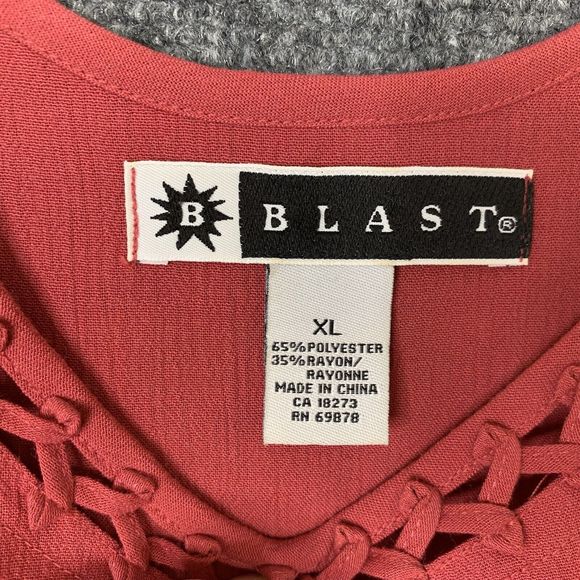 B BLAST®
XL
65%POLYESTER
35%RAYON/
RAYONNE
MADE IN CHINA
CA 18273
RN 69878